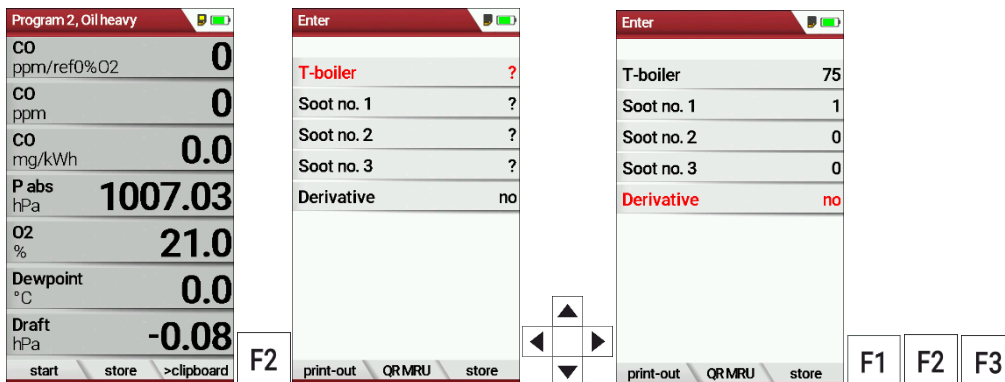 Program 2, Oil heavy
CO 0
ppm/ref0%O2
CO 0
ppm
CO 0.0
mg/kWh
P abs 1007.03
hPa
O2 21.0
%
Dewpoint 0.0
°C
Draft -0.08
hPa
start store >clipboard
F2
Enter
T-boiler ?
Soot no. 1 ?
Soot no. 2 ?
Soot no. 3 ?
Derivative no
print-out QR MRU store
Enter
T-boiler 75
Soot no. 1 1
Soot no. 2 0
Soot no. 3 0
Derivative no
print-out QR MRU store
F1 F2 F3